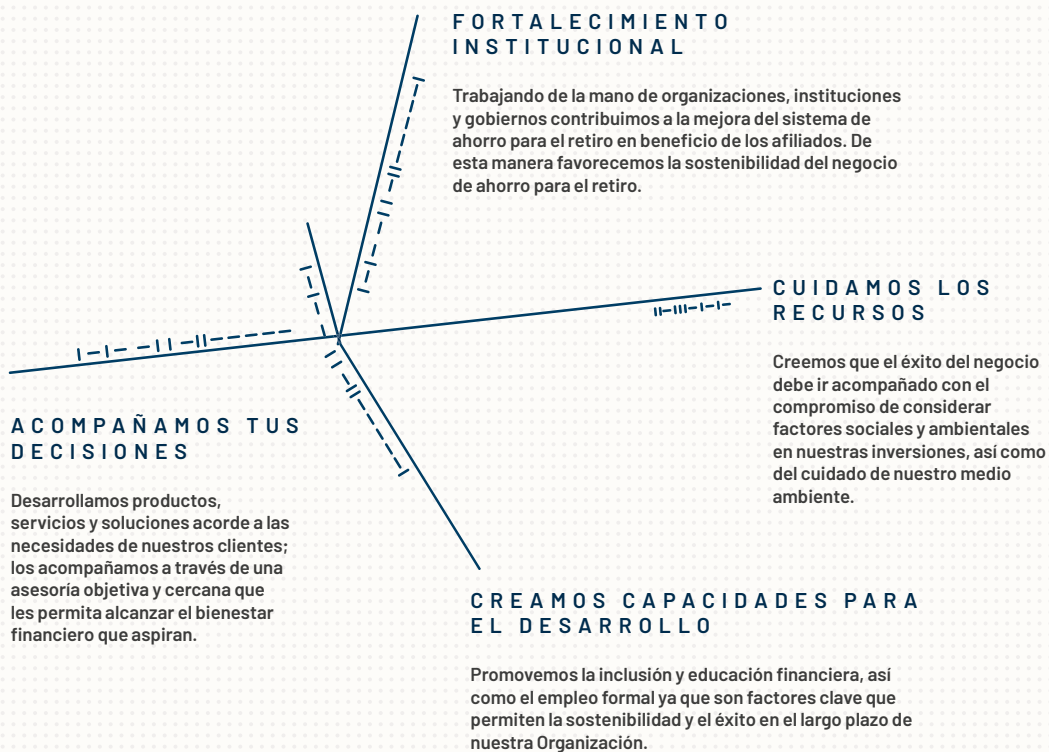 FORTALECIMIENTO
INSTITUCIONAL
Trabajando de la mano de organizaciones, instituciones
y gobiernos contribuimos a la mejora del sistema de
ahorro para el retiro en beneficio de los afiliados. De
esta manera favorecemos la sostenibilidad del negocio
de ahorro para el retiro.
CUIDAMOS LOS
RECURSOS
Creemos que el éxito del negocio
debe ir acompañado con el
compromiso de considerar
factores sociales y ambientales
en nuestras inversiones, así como
del cuidado de nuestro medio
ambiente.
ACOMPAÑAMOS TUS
DECISIONES
Desarrollamos productos,
servicios y soluciones acorde a las
necesidades de nuestros clientes;
los acompañamos a través de una
asesoría objetiva y cercana que
les permita alcanzar el bienestar
financiero que aspiran.
CREAMOS CAPACIDADES PARA
EL DESARROLLO
Promovemos la inclusión y educación financiera, así
como el empleo formal ya que son factores clave que
permiten la sostenibilidad y el éxito en el largo plazo de
nuestra Organización.